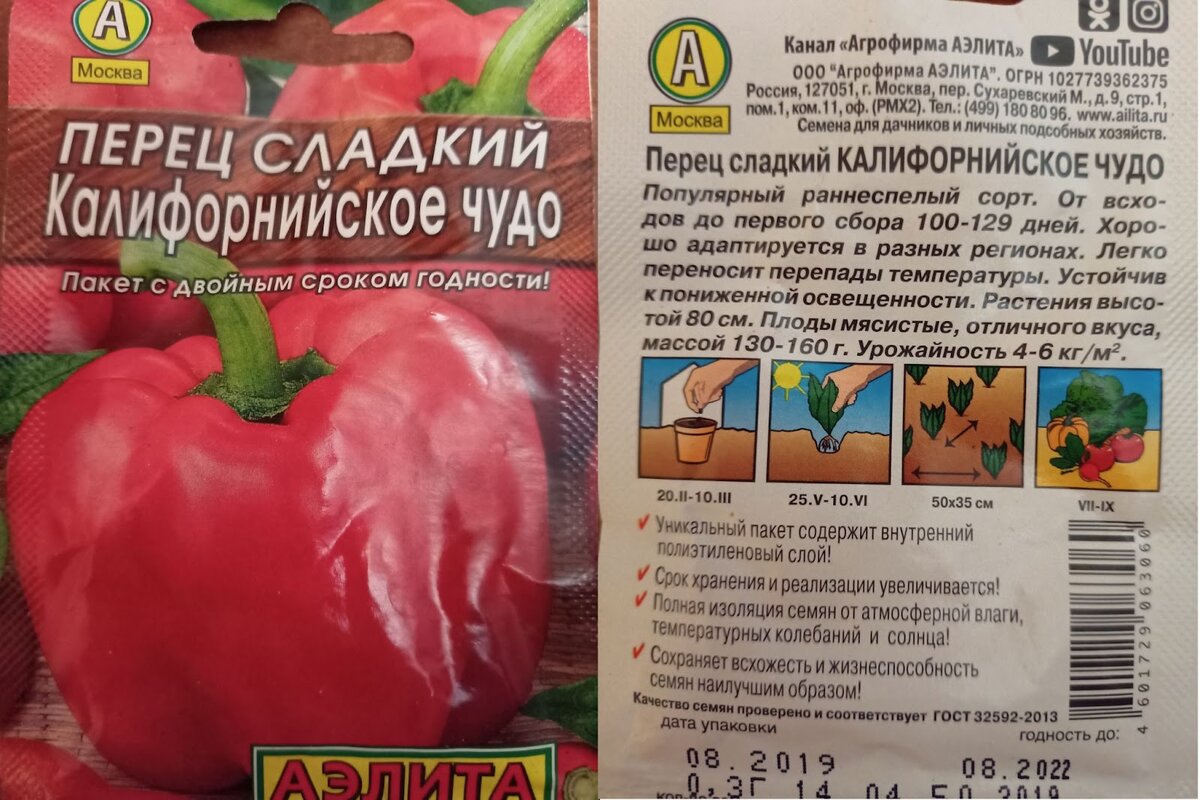 А
Москва
ПЕРЕЦ СЛАДКИЙ
Калифорнийское чудо
Пакет с двойным сроком годности!
АЭЛИТА
А
Москва
Канал «Агрофирма АЭЛИТА» YouTube
ООО "Агрофирма АЭЛИТА". ОГРН 1027739362375
Россия, 127051, г. Москва, пер. Сухаревский М., д.9, стр.1,
пом.1, ком.11, оф. (РМХ2). Тел.: (499) 180 80 96. www.ailita.ru
Семена для дачников и личных подсобных хозяйств.
Перец сладкий КАЛИФОРНИЙСКОЕ ЧУДО
Популярный раннеспелый сорт. От всхо-
дов до первого сбора 100-129 дней. Хоро-
шо адаптируется в разных регионах. Легко
переносит перепады температуры. Устойчив
к пониженной освещенности. Растения высо-
той 80 см. Плоды мясистые, отличного вкуса,
массой 130-160 г. Урожайность 4-6 кг/м².
20.II-10.III 25.V-10.VI 50х35 см VII-IX
Уникальный пакет содержит внутренний
полиэтиленовый слой!
Срок хранения и реализации увеличивается!
Полная изоляция семян от атмосферной влаги,
температурных колебаний и солнца!
Сохраняет всхожесть и жизнеспособность
семян наилучшим образом!
Качество семян проверено и соответствует ГОСТ 32592-2013
4 601729 063060
дата упаковки годность до:
08.2019 08.2022
0,3Г 14 04 50 2019